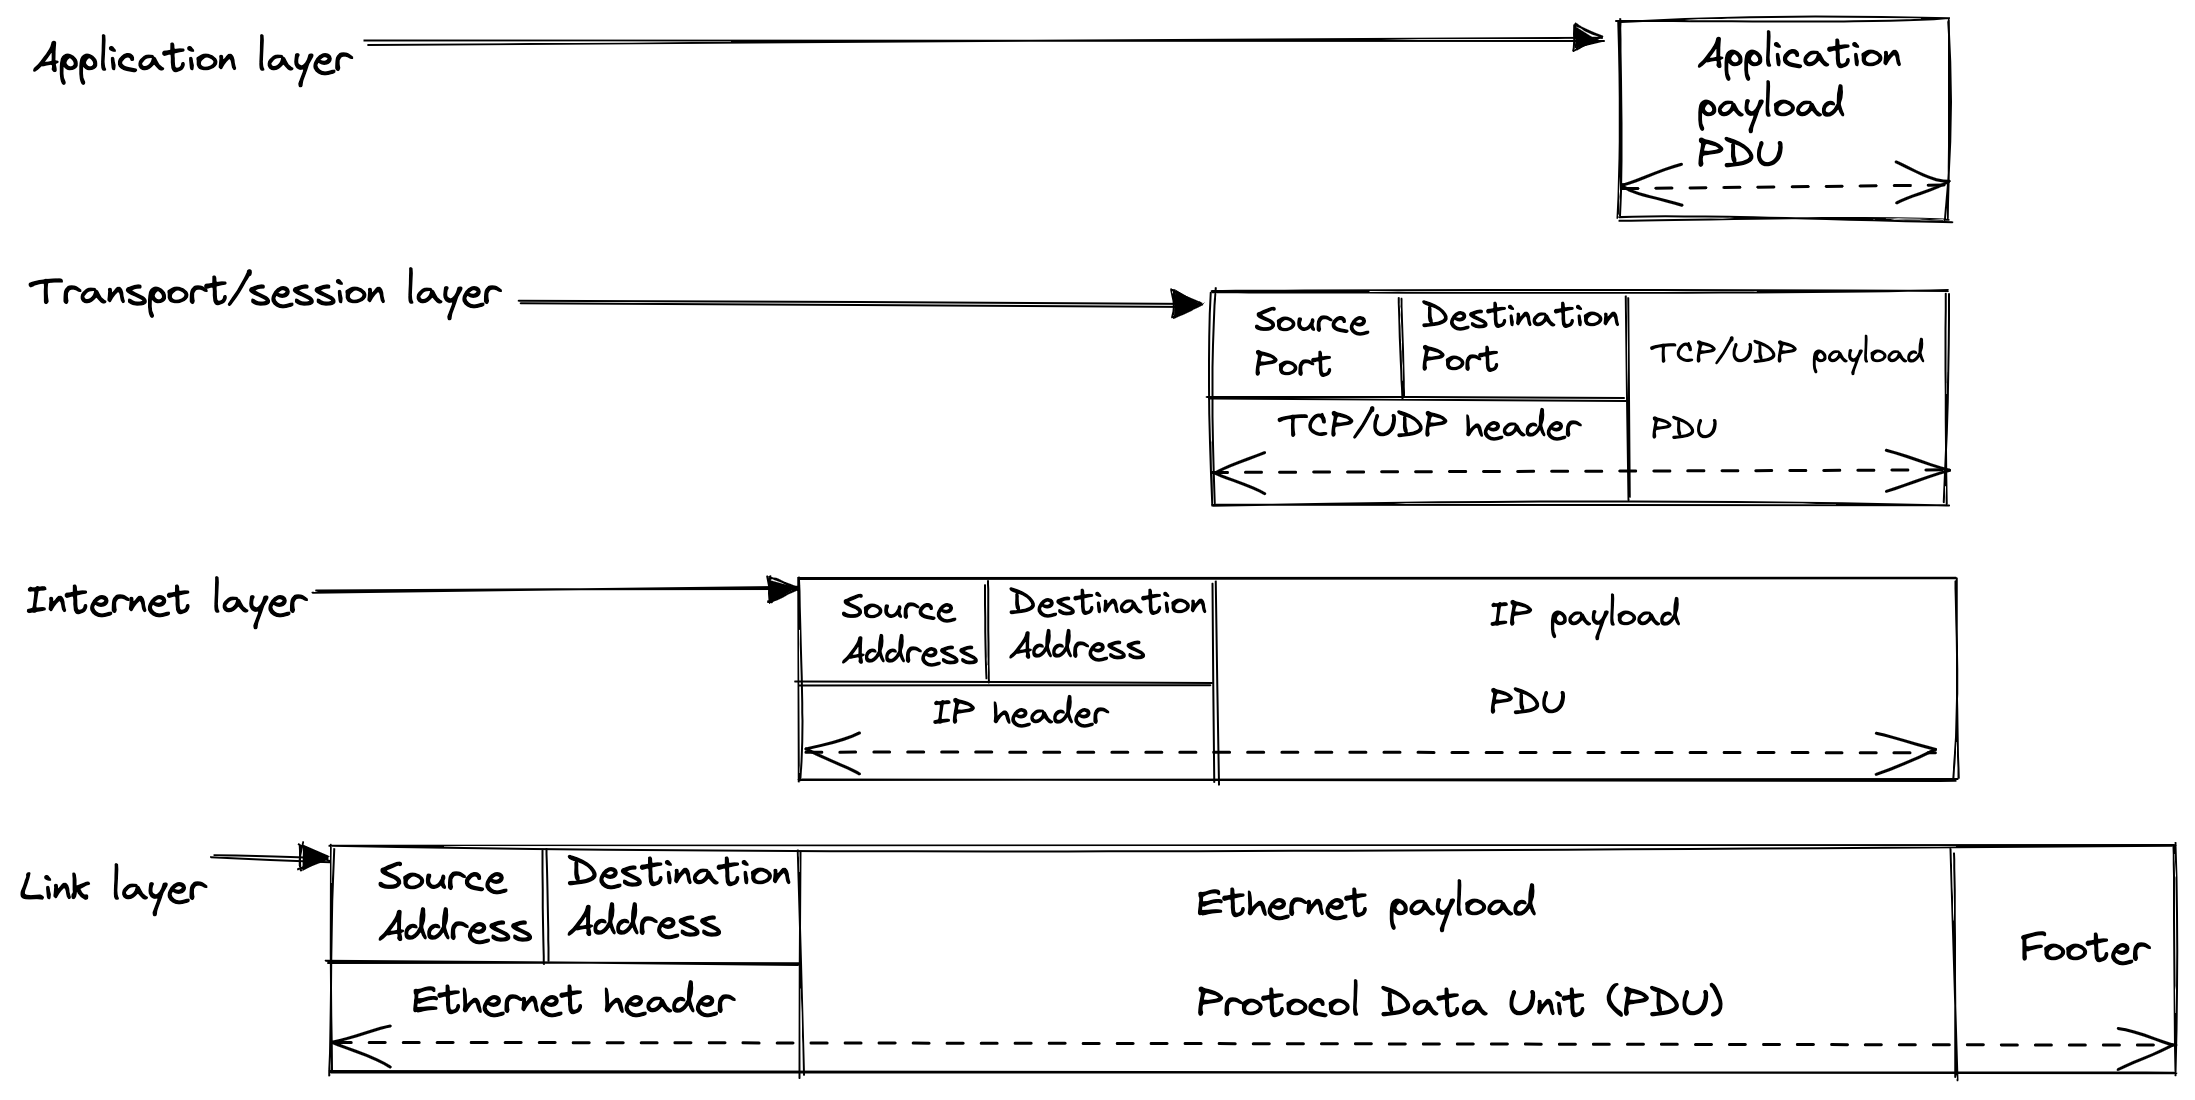 Application layer
Application
payload
PDU
Transport/session layer
Source
Port
Destination
Port
TCP/UDP payload
TCP/UDP header
PDU
Internet layer
Source
Address
Destination
Address
IP payload
IP header
PDU
Link layer
Source
Address
Destination
Address
Ethernet payload
Footer
Ethernet header
Protocol Data Unit (PDU)